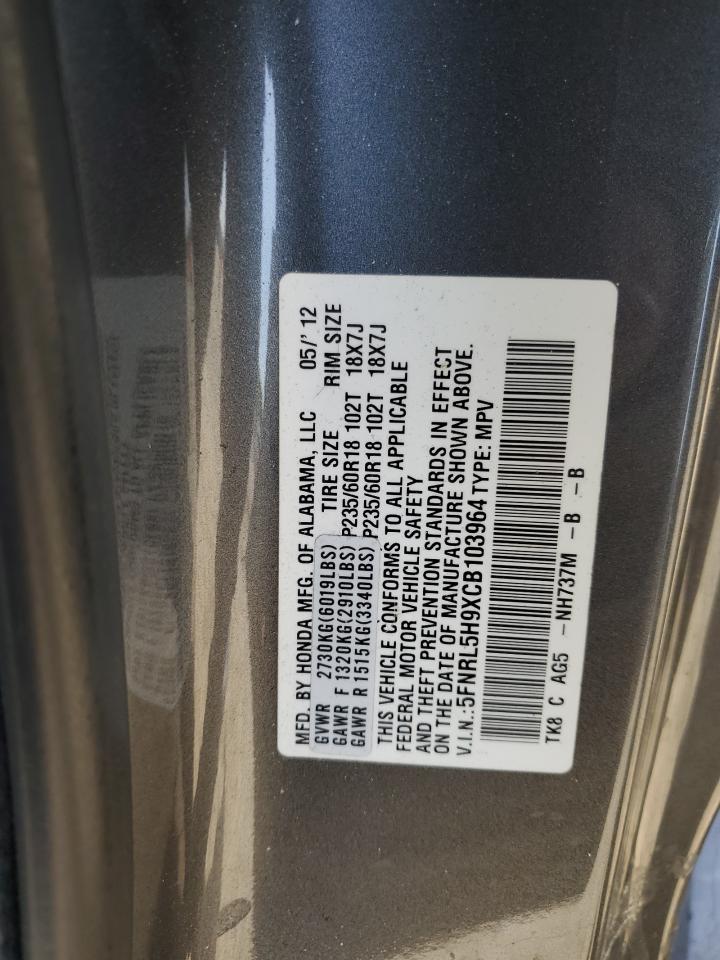 MFD. BY HONDA MFG. OF ALABAMA, LLC 05/' 12
GVWR 2730KG(6019LBS) TIRE SIZE RIM SIZE
GAWR F 1320KG(2910LBS) P235/60R18 102T 18X7J
GAWR R 1515KG(3340LBS) P235/60R18 102T 18X7J
THIS VEHICLE CONFORMS TO ALL APPLICABLE
FEDERAL MOTOR VEHICLE SAFETY
AND THEFT PREVENTION STANDARDS IN EFFECT
ON THE DATE OF MANUFACTURE SHOWN ABOVE.
V.I.N.:5FNRL5H9XCB103964 TYPE: MPV
TK8 C AG5 -NH737M -B -B